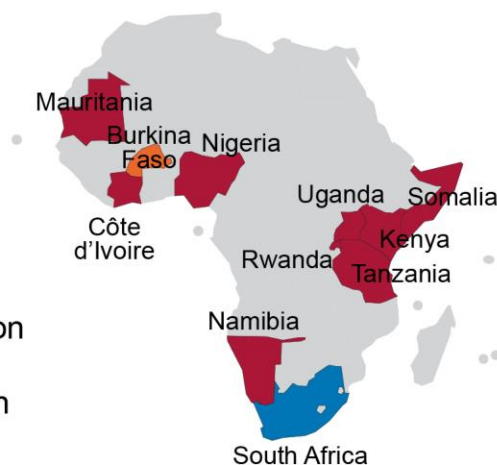 Mauritania
Burkina
Faso
Nigeria
Côte
d'Ivoire
Uganda
Somalia
Kenya
Rwanda
Tanzania
Namibia
South Africa